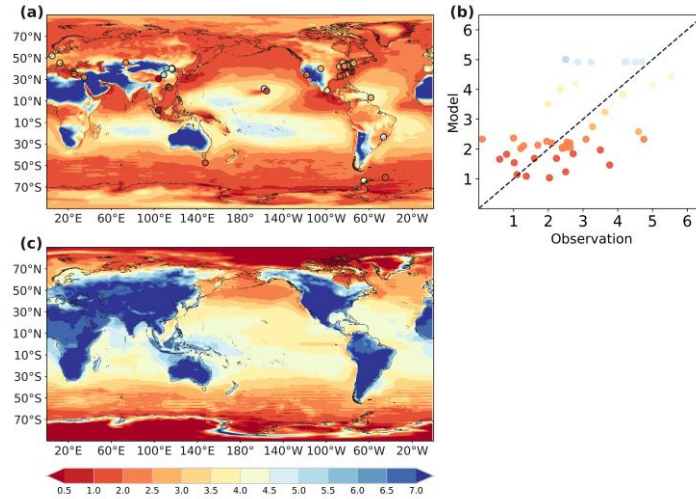 (a)
70°N
50°N
30°N
10°N
10°S
30°S
50°S
70°S
20°E 60°E 100°E 140°E 180° 140°W 100°W 60°W 20°W
(b)
6
5
4
3
2
1
Model
1 2 3 4 5 6
Observation
(c)
70°N
50°N
30°N
10°N
10°S
30°S
50°S
70°S
20°E 60°E 100°E 140°E 180° 140°W 100°W 60°W 20°W
0.5 1.0 2.0 2.5 3.0 3.5 4.0 4.5 5.0 5.5 6.0 6.5 7.0